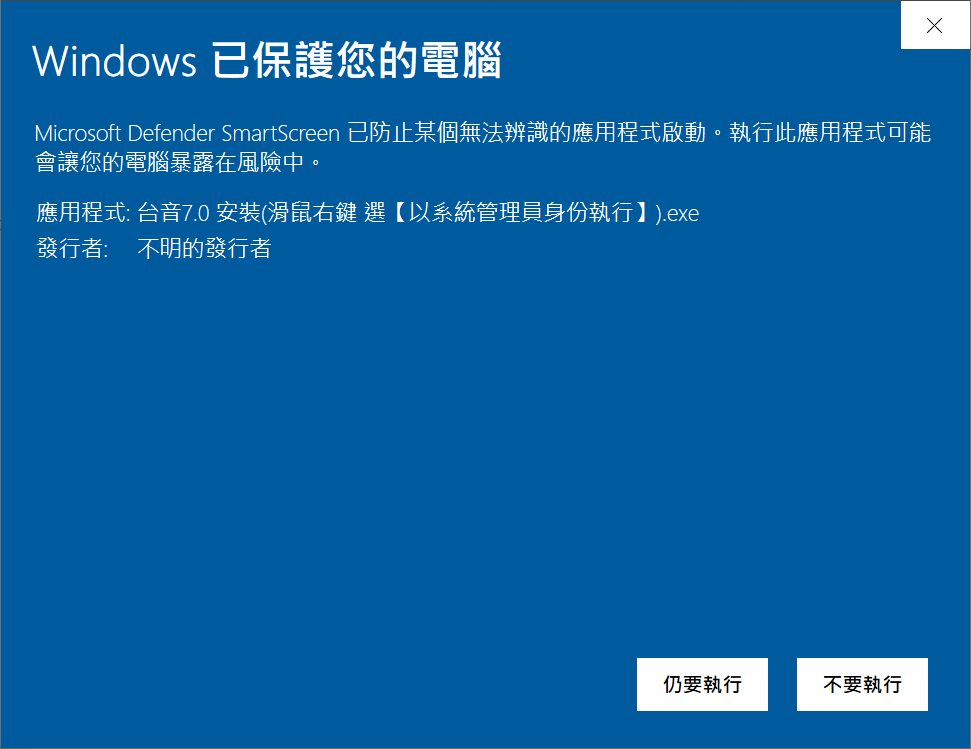 Windows 已保護您的電腦
Microsoft Defender SmartScreen 已防止某個無法辨識的應用程式啟動。執行此應用程式可能
會讓您的電腦暴露在風險中。
應用程式: 台音7.0 安裝(滑鼠右鍵 選【以系統管理員身份執行】).exe
發行者: 不明的發行者
仍要執行 不要執行